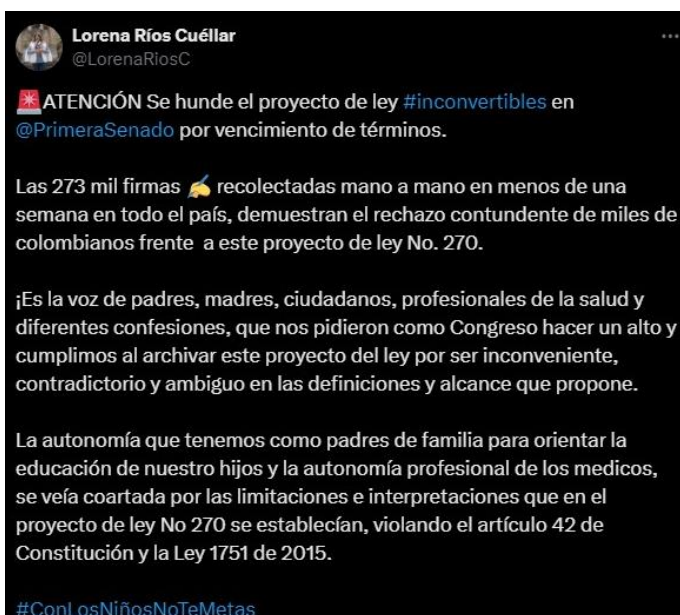 Lorena Ríos Cuéllar
@LorenaRiosC
🚨ATENCIÓN Se hunde el proyecto de ley #inconvertibles en
@PrimeraSenado por vencimiento de términos.
Las 273 mil firmas ✍️ recolectadas mano a mano en menos de una
semana en todo el país, demuestran el rechazo contundente de miles de
colombianos frente  a este proyecto de ley No. 270.
¡Es la voz de padres, madres, ciudadanos, profesionales de la salud y
diferentes confesiones, que nos pidieron como Congreso hacer un alto y
cumplimos al archivar este proyecto del ley por ser inconveniente,
contradictorio y ambiguo en las definiciones y alcance que propone.
La autonomía que tenemos como padres de familia para orientar la
educación de nuestro hijos y la autonomía profesional de los medicos,
se veía coartada por las limitaciones e interpretaciones que en el
proyecto de ley No 270 se establecían, violando el artículo 42 de
Constitución y la Ley 1751 de 2015.
#ConLosNiñosNoTeMetas